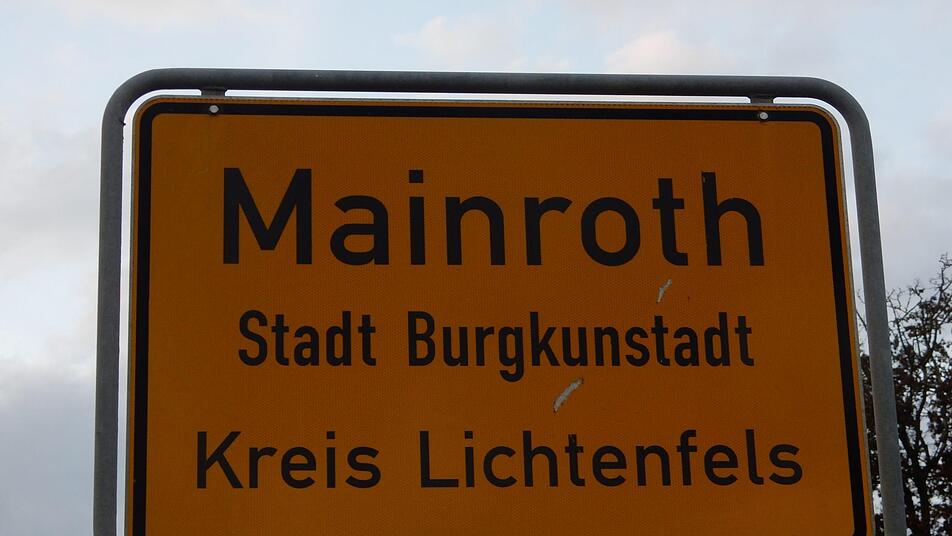 Mainroth
Stadt Burgkunstadt
Kreis Lichtenfels